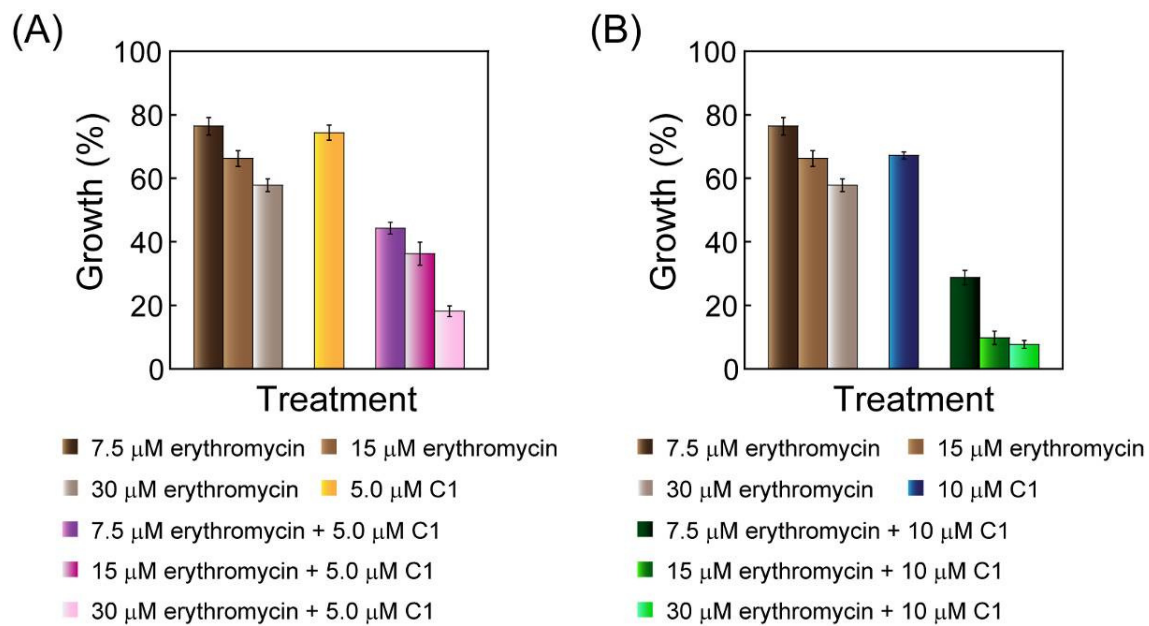 (A)
100
80
60
40
20
0
Growth (%)
Treatment
7.5 μM erythromycin
15 μM erythromycin
30 μM erythromycin
5.0 μM C1
7.5 μM erythromycin + 5.0 μM C1
15 μM erythromycin + 5.0 μM C1
30 μM erythromycin + 5.0 μM C1
(B)
100
80
60
40
20
0
Growth (%)
Treatment
7.5 μM erythromycin
15 μM erythromycin
30 μM erythromycin
10 μM C1
7.5 μM erythromycin + 10 μM C1
15 μM erythromycin + 10 μM C1
30 μM erythromycin + 10 μM C1